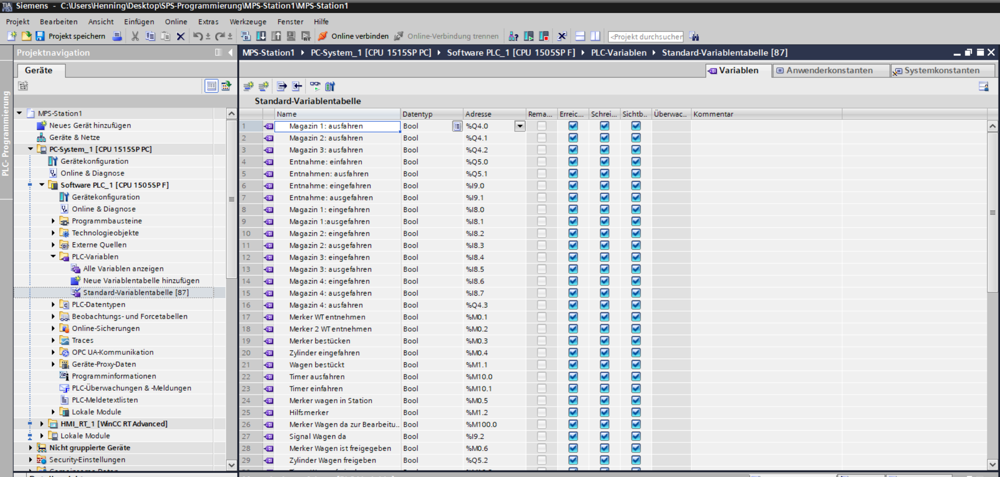 Siemens - C:\Users\Henning\Desktop\SPS-Programmierung\MPS-Station1\MPS-Station1
Projekt Bearbeiten Ansicht Einfügen Online Extras Werkzeuge Fenster Hilfe
Projekt speichern Online verbinden Online-Verbindung trennen <Projekt durchsuchen
Projektnavigation
MPS-Station1 PC-System_1 [CPU 1515SP PC] Software PLC_1 [CPU 1505SP F] PLC-Variablen Standard-Variablentabelle [87]
Geräte
Variablen Anwenderkonstanten Systemkonstanten
PLC- Programmierung
MPS-Station1
Neues Gerät hinzufügen
Geräte & Netze
PC-System_1 [CPU 1515SP PC]
Gerätekonfiguration
Online & Diagnose
Software PLC_1 [CPU 1505SP F]
Gerätekonfiguration
Online & Diagnose
Programmbausteine
Technologieobjekte
Externe Quellen
PLC-Variablen
Alle Variablen anzeigen
Neue Variablentabelle hinzufügen
Standard-Variablentabelle [87]
PLC-Datentypen
Beobachtungs- und Forcetabellen
Online-Sicherungen
Traces
OPC UA-Kommunikation
Geräte-Proxy-Daten
Programminformationen
PLC-Überwachungen & -Meldungen
PLC-Meldetextlisten
Lokale Module
HMI_RT_1 [WinCC RT Advanced]
Lokale Module
Nicht gruppierte Geräte
Security-Einstellungen
Standard-Variablentabelle
Name Datentyp Adresse Rema... Erreic... Schrei... Sichtb.. Überwac... Kommentar
1 Magazin 1: ausfahren Bool %Q4.0
2 Magazin 2: ausfahren Bool %Q4.1
3 Magazin 3: ausfahren Bool %Q4.2
4 Entnahme: einfahren Bool %Q5.0
5 Entnahmen: ausfahren Bool %Q5.1
6 Entnahme: eingefahren Bool %I9.0
7 Entnahme: ausgefahren Bool %I9.1
8 Magazin 1: eingefahren Bool %I8.0
9 Magazin 1:ausgefahren Bool %I8.1
10 Magazin 2: eingefahren Bool %I8.2
11 Magazin 2: ausgefahren Bool %I8.3
12 Magazin 3: eingefahren Bool %I8.4
13 Magazin 3: ausgefahren Bool %I8.5
14 Magazin 4: eingefahren Bool %I8.6
15 Magazin 4: ausgefahren Bool %I8.7
16 Magazin 4: ausfahren Bool %Q4.3
17 Merker WT entnehmen Bool %M0.1
18 Merker 2 WT entnehmen Bool %M0.2
19 Merker bestücken Bool %M0.3
20 Zylinder eingefahren Bool %M0.4
21 Wagen bestückt Bool %M1.1
22 Timer ausfahren Bool %M10.0
23 Timer einfahren Bool %M10.1
24 Merker wagen in Station Bool %M0.5
25 Hilfsmerker Bool %M1.2
26 Merker Wagen da zur Bearbeitu... Bool %M100.0
27 Signal Wagen da Bool %I9.2
28 Merker Wagen ist freigegeben Bool %M0.6
29 Zylinder Wagen freigeben Bool %Q5.2